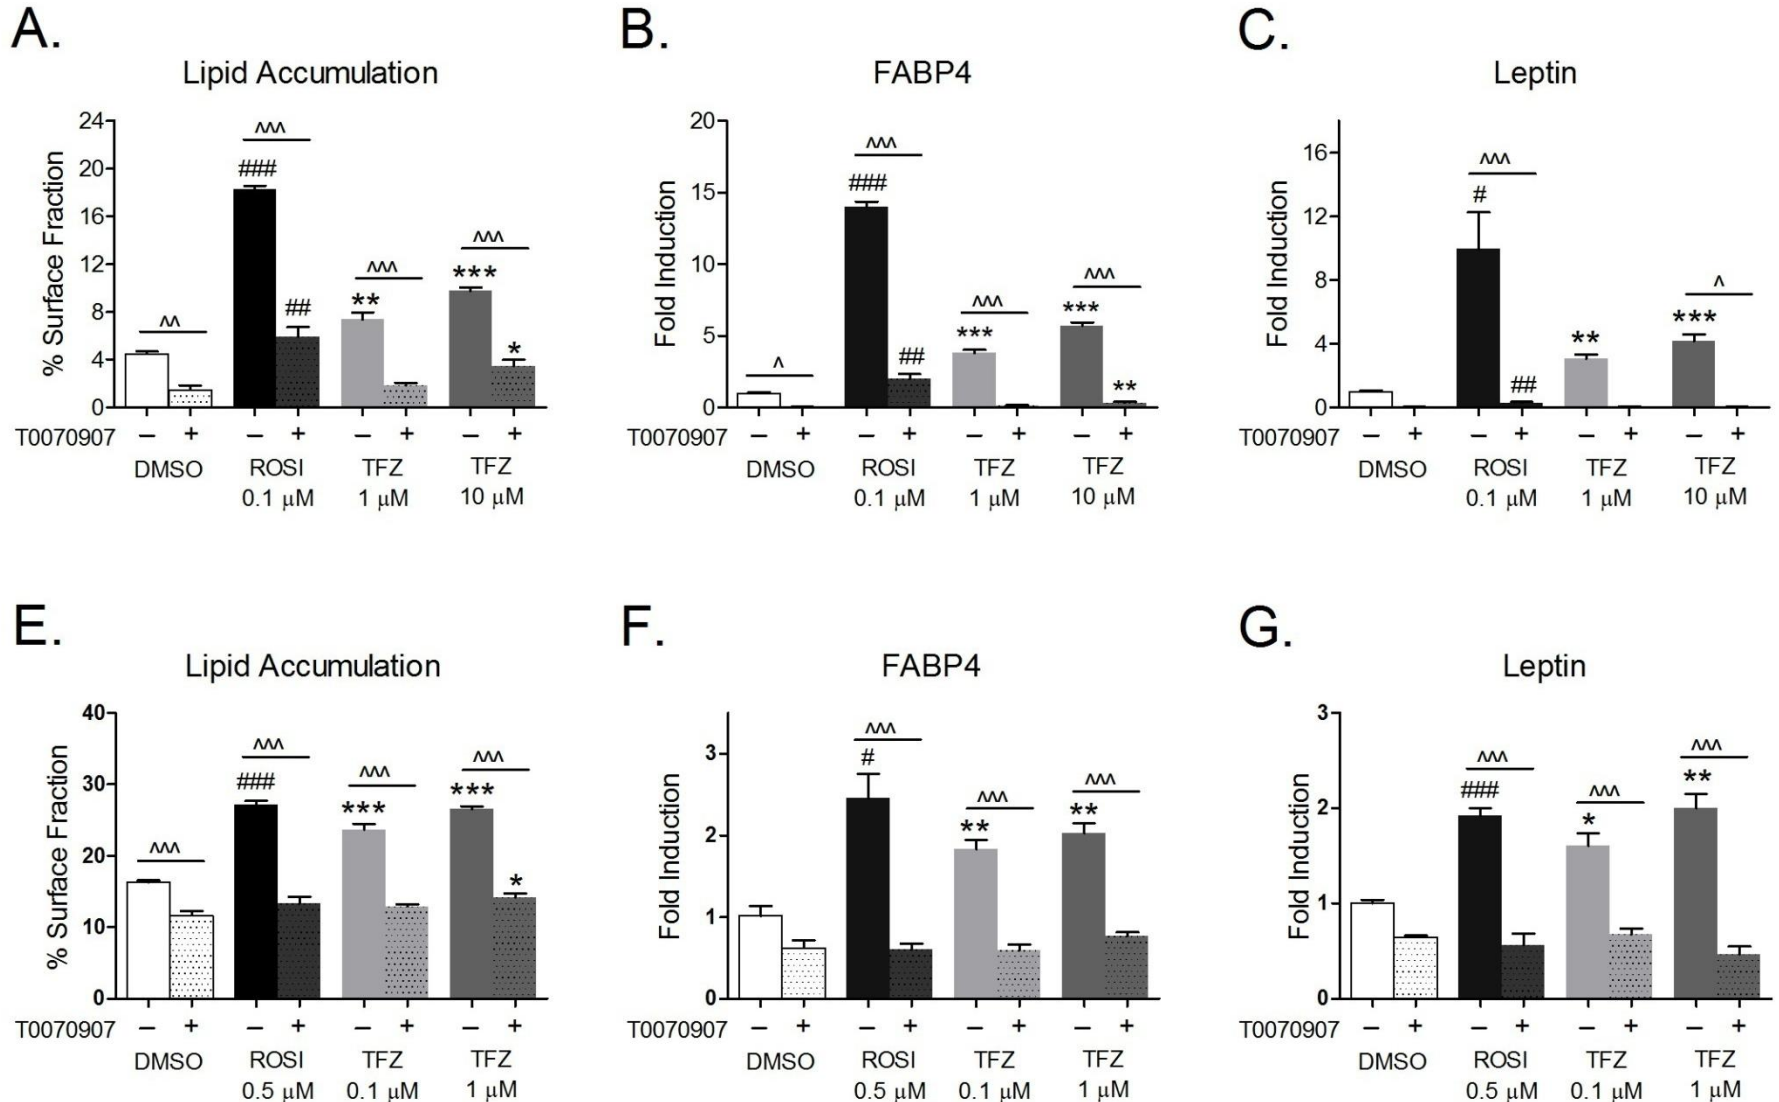 A.
Lipid Accumulation
% Surface Fraction
24
20
16
12
8
4
0
^^
###
^^^
##
**
^^^
***
^^^
*
T0070907 – + – + – + – +
DMSO ROSI TFZ TFZ
0.1 μM 1 μM 10 μM
B.
FABP4
Fold Induction
20
15
10
5
0
^
###
^^^
##
***
^^^
***
^^^
**
T0070907 – + – + – + – +
DMSO ROSI TFZ TFZ
0.1 μM 1 μM 10 μM
C.
Leptin
Fold Induction
16
12
8
4
0
^^^
#
##
**
^
***
T0070907 – + – + – + – +
DMSO ROSI TFZ TFZ
0.1 μM 1 μM 10 μM
E.
Lipid Accumulation
% Surface Fraction
40
30
20
10
0
^^^
^^^
###
^^^
***
^^^
***
*
T0070907 – + – + – + – +
DMSO ROSI TFZ TFZ
0.5 μM 0.1 μM 1 μM
F.
FABP4
Fold Induction
3
2
1
0
^^^
#
^^^
**
^^^
**
T0070907 – + – + – + – +
DMSO ROSI TFZ TFZ
0.5 μM 0.1 μM 1 μM
G.
Leptin
Fold Induction
3
2
1
0
^^^
###
^^^
*
^^^
**
T0070907 – + – + – + – +
DMSO ROSI TFZ TFZ
0.5 μM 0.1 μM 1 μM